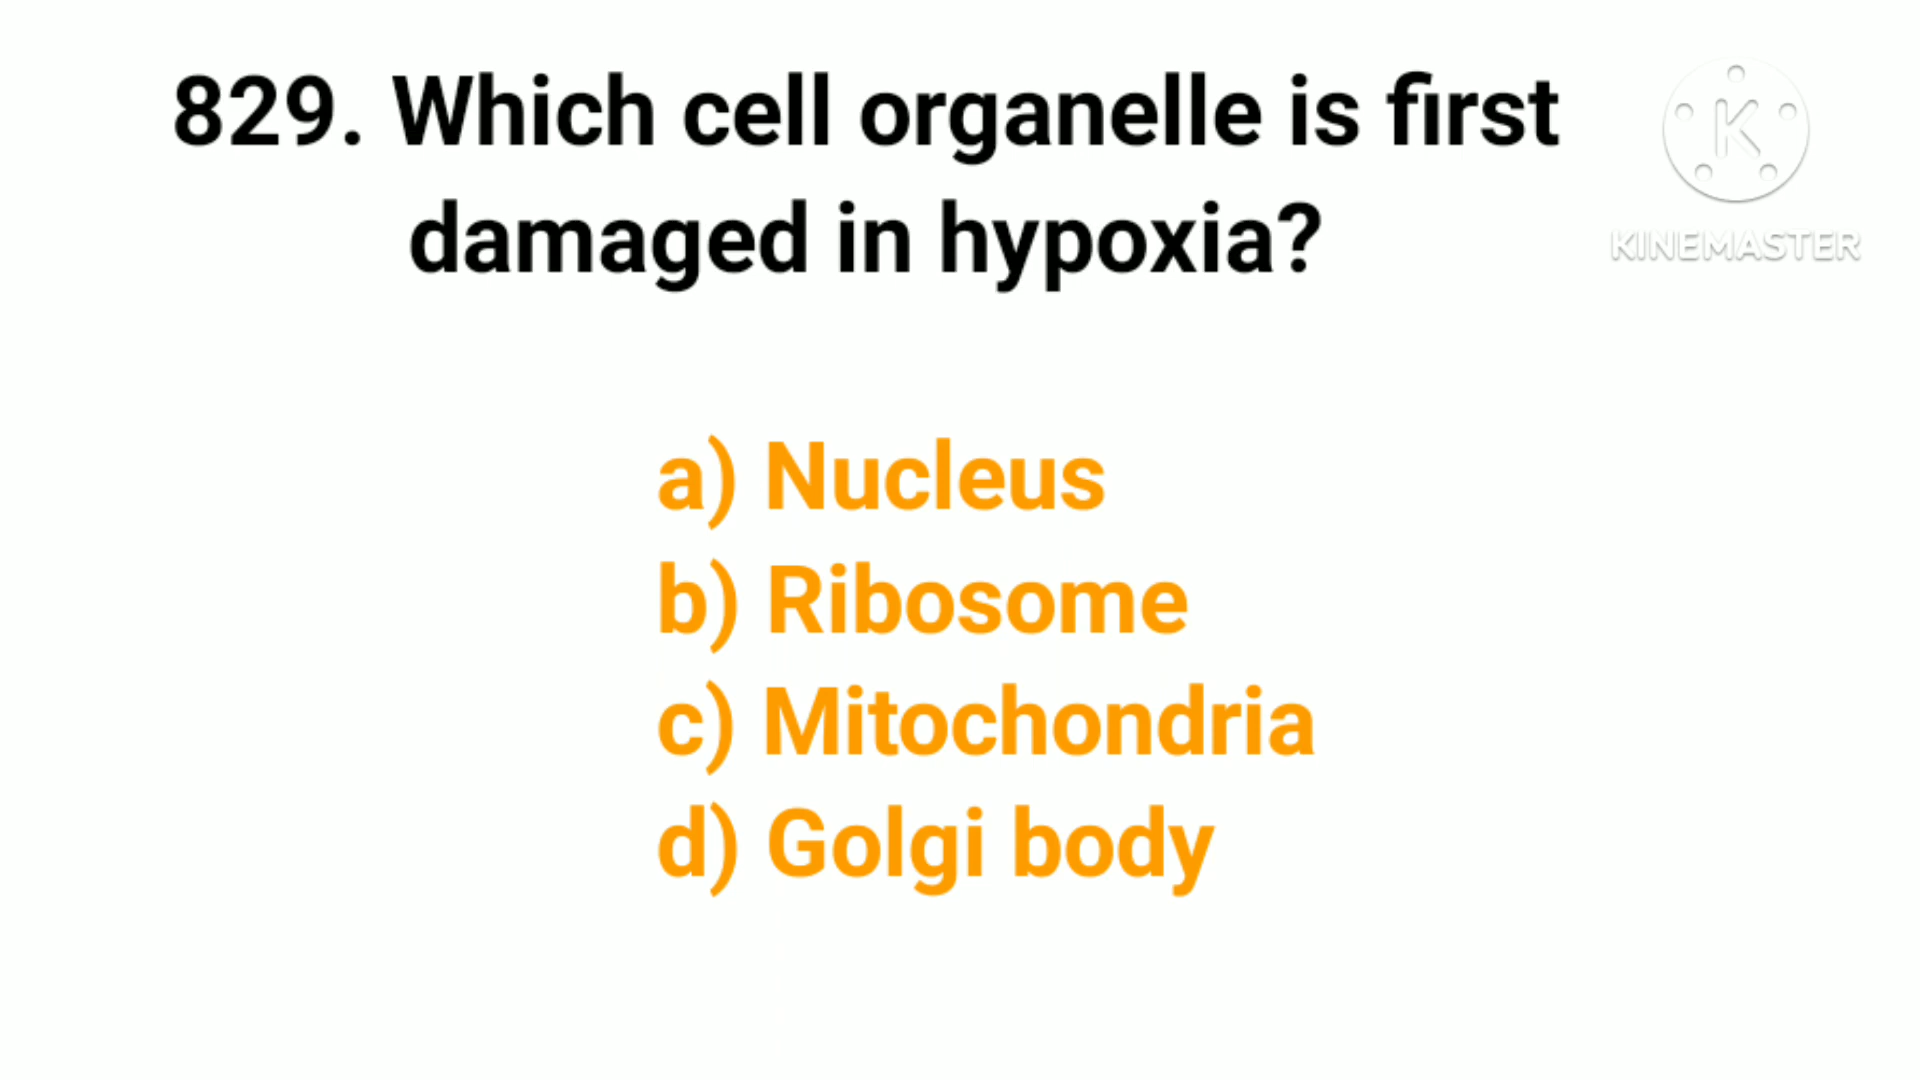 829. Which cell organelle is first
damaged in hypoxia?
K
KINEMASTER
a) Nucleus
b) Ribosome
c) Mitochondria
d) Golgi body